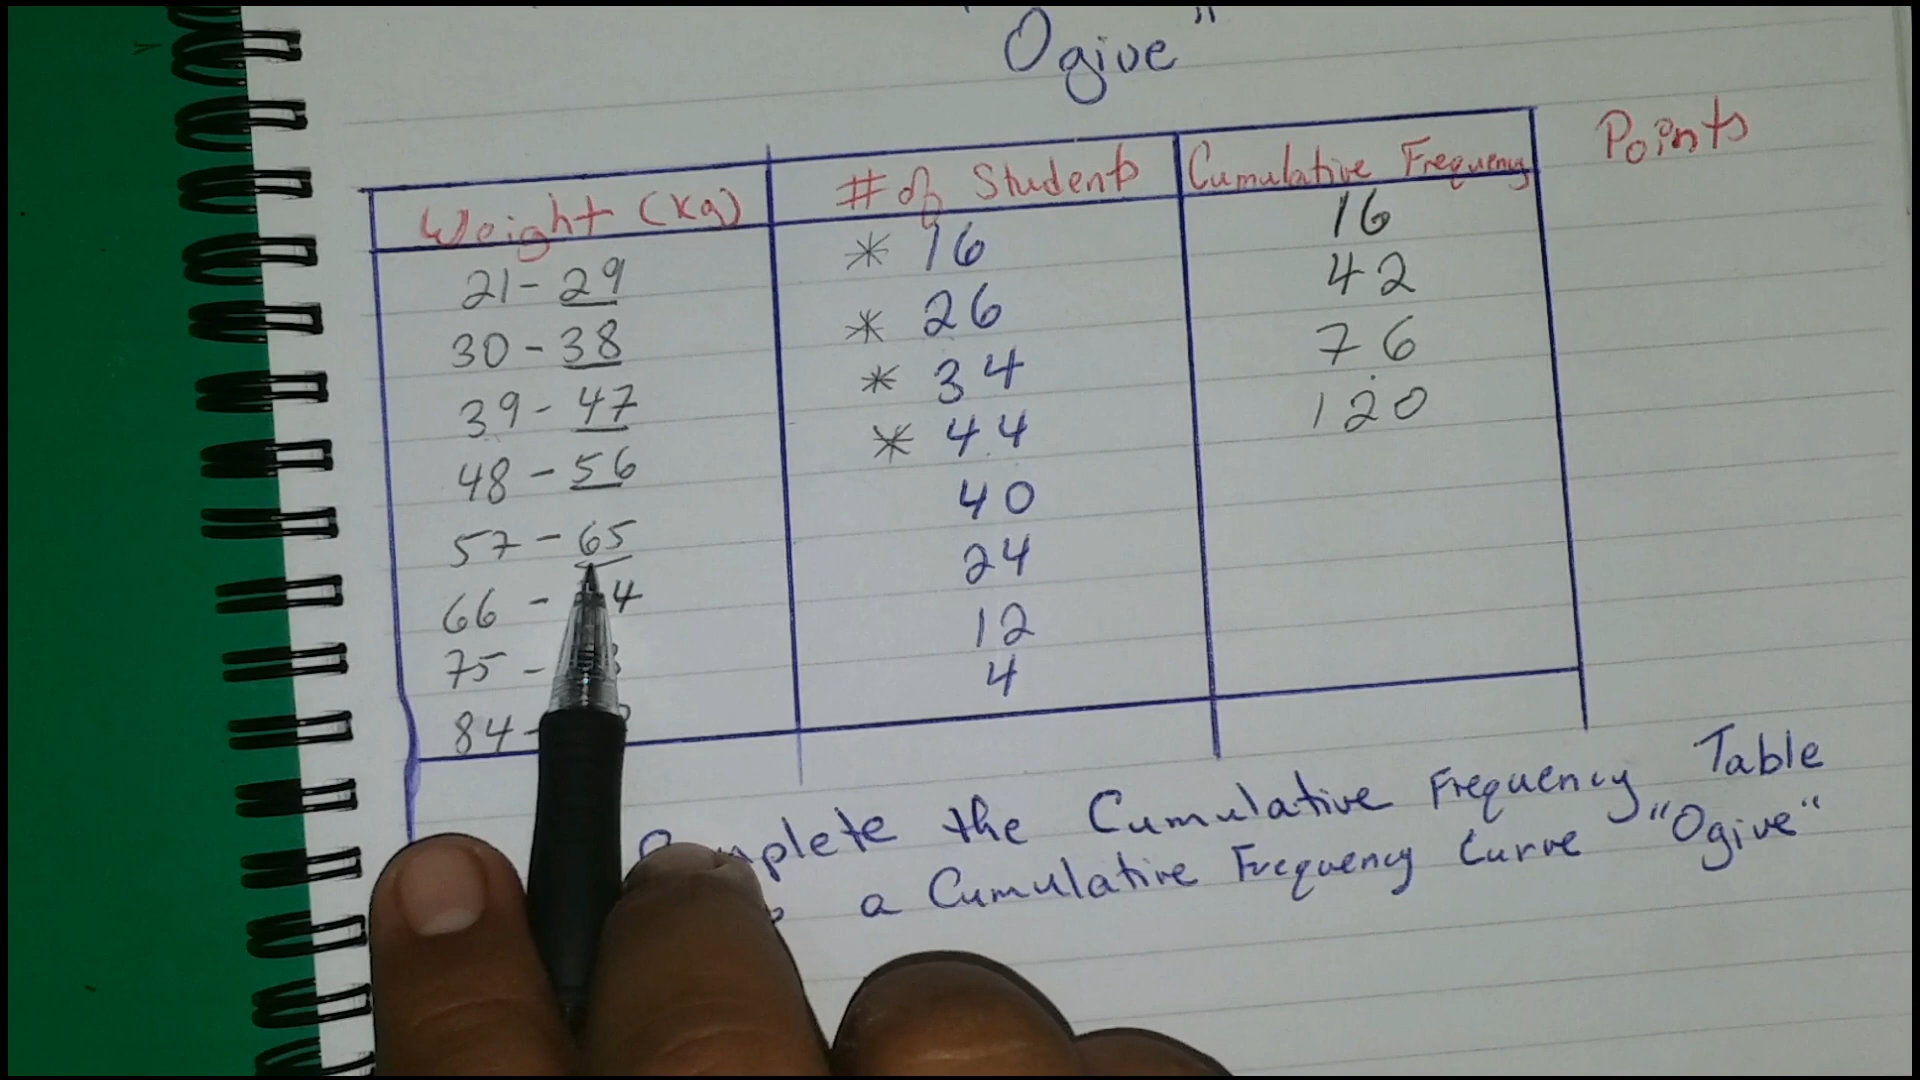 Ogive"
Weight (Kg) # of Students Cumulative Frequency Points
21 - 29 * 16 16
30 - 38 * 26 42
39 - 47 * 34 76
48 - 56 * 44 120
57 - 65 40
66 - 4 24
75 - 12
84 - 4
the Cumulative Frequency Table
a Cumulative Frequency Curve "Ogive"